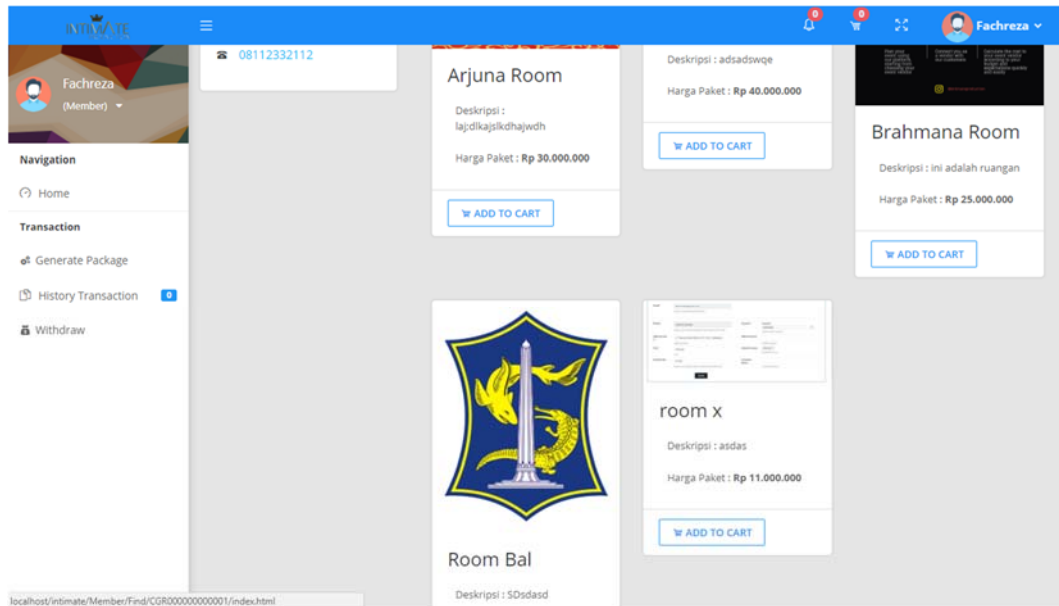 INTIMATE
0
0
Fachreza
Fachreza
(Member)
Navigation
Home
Transaction
Generate Package
History Transaction
0
Withdraw
08112332112
Arjuna Room
Deskripsi :
laj;dlkajslkdhajwdh
Harga Paket : Rp 30.000.000
ADD TO CART
Deskripsi : adsadswqe
Harga Paket : Rp 40.000.000
ADD TO CART
Brahmana Room
Deskripsi : ini adalah ruangan
Harga Paket : Rp 25.000.000
ADD TO CART
Room Bal
Deskripsi : SDsdasd
room x
Deskripsi : asdas
Harga Paket : Rp 11.000.000
ADD TO CART
localhost/intimate/Member/Find/CGR00000000001/index.html